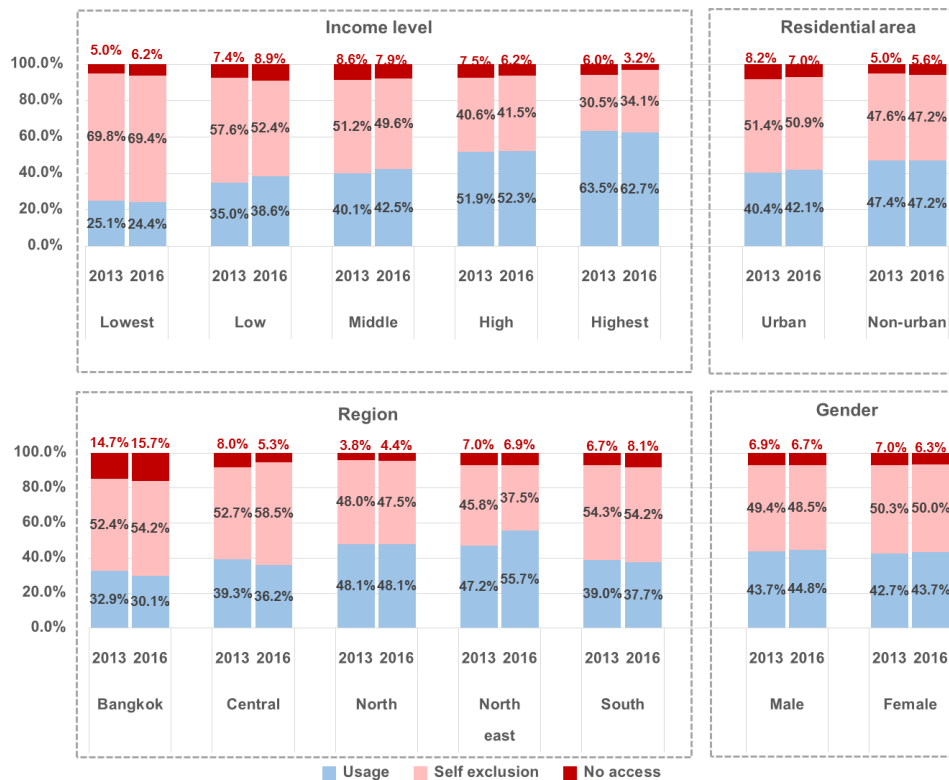 Income level
5.0% 6.2% 7.4% 8.9% 8.6% 7.9% 7.5% 6.2% 6.0% 3.2%
100.0%
80.0%
60.0%
40.0%
20.0%
0.0%
69.8% 69.4% 57.6% 52.4% 51.2% 49.6% 40.6% 41.5% 30.5% 34.1%
25.1% 24.4% 35.0% 38.6% 40.1% 42.5% 51.9% 52.3% 63.5% 62.7%
2013 2016 2013 2016 2013 2016 2013 2016 2013 2016
Lowest Low Middle High Highest
Residential area
8.2% 7.0% 5.0% 5.6%
51.4% 50.9% 47.6% 47.2%
40.4% 42.1% 47.4% 47.2%
2013 2016 2013 2016
Urban Non-urban
Region
14.7% 15.7% 8.0% 5.3% 3.8% 4.4% 7.0% 6.9% 6.7% 8.1%
100.0%
80.0%
60.0%
40.0%
20.0%
0.0%
52.4% 54.2% 52.7% 58.5% 48.0% 47.5% 45.8% 37.5% 54.3% 54.2%
32.9% 30.1% 39.3% 36.2% 48.1% 48.1% 47.2% 55.7% 39.0% 37.7%
2013 2016 2013 2016 2013 2016 2013 2016 2013 2016
Bangkok Central North North South
east
Gender
6.9% 6.7% 7.0% 6.3%
49.4% 48.5% 50.3% 50.0%
43.7% 44.8% 42.7% 43.7%
2013 2016 2013 2016
Male Female
Usage Self exclusion No access